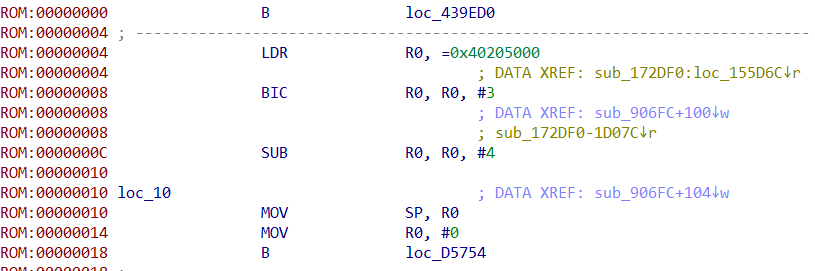 ROM:00000000 B loc_439ED0
ROM:00000004 ; ---------------------------------------------------------------------------
ROM:00000004 LDR R0, =0x40205000
ROM:00000004 ; DATA XREF: sub_172DF0:loc_155D6C↓r
ROM:00000008 BIC R0, R0, #3
ROM:00000008 ; DATA XREF: sub_906FC+100↓w
ROM:00000008 ; sub_172DF0-1D07C↓r
ROM:0000000C SUB R0, R0, #4
ROM:00000010
ROM:00000010 loc_10 ; DATA XREF: sub_906FC+104↓w
ROM:00000010 MOV SP, R0
ROM:00000014 MOV R0, #0
ROM:00000018 B loc_D5754